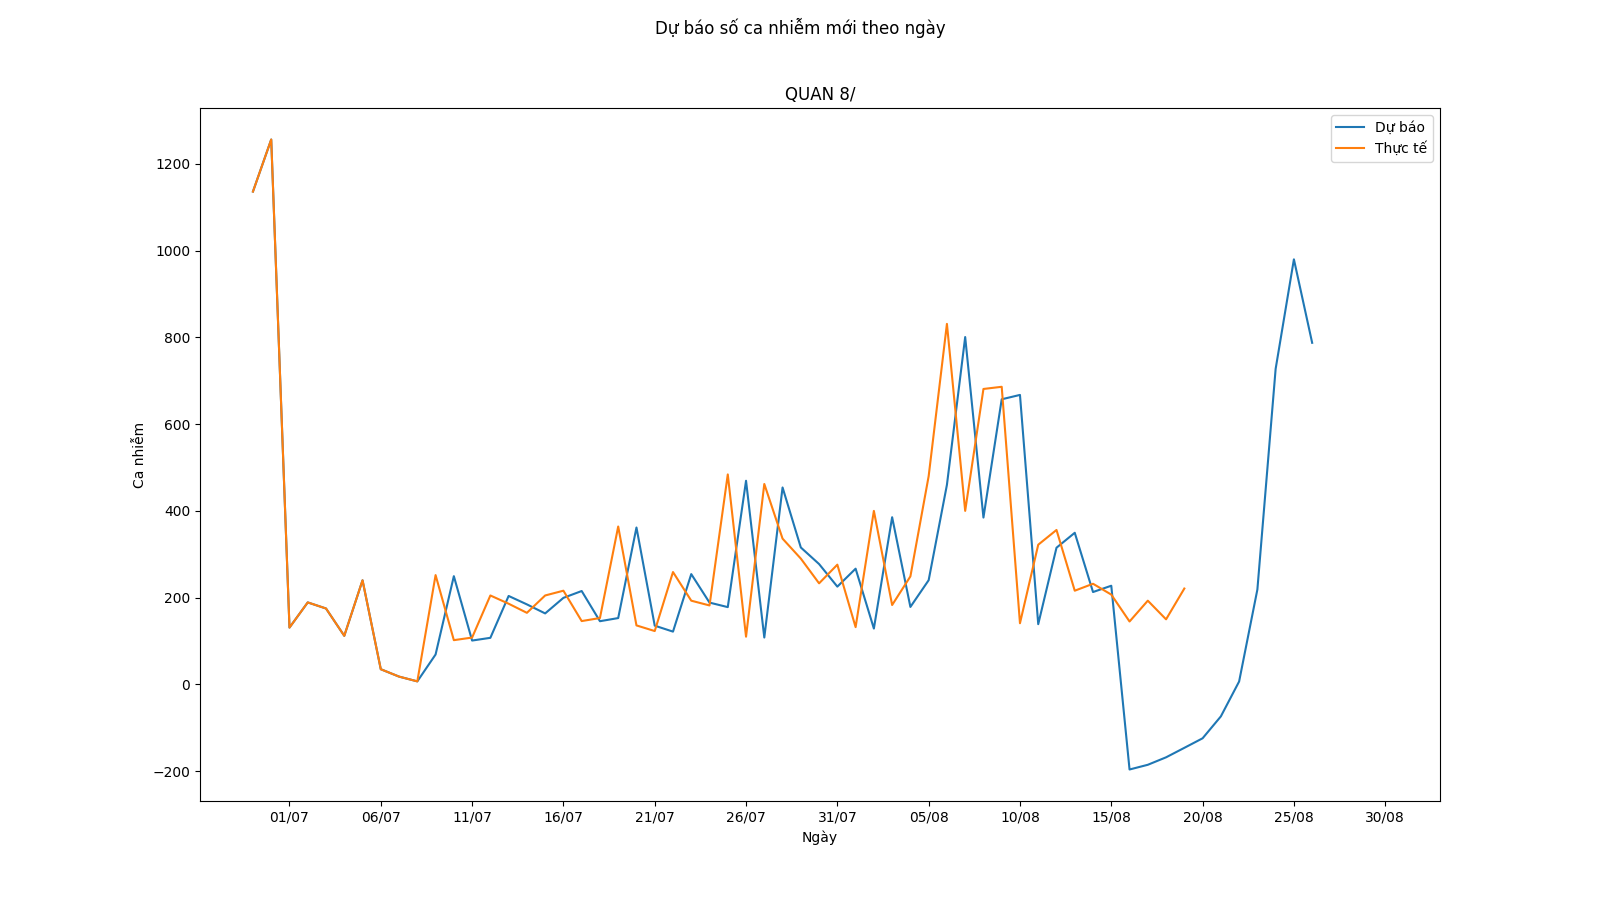 Dự báo số ca nhiễm mới theo ngày
QUAN 8/
Dự báo
Thực tế
1200
1000
800
600
400
200
0
−200
Ca nhiễm
01/07 06/07 11/07 16/07 21/07 26/07 31/07 05/08 10/08 15/08 20/08 25/08 30/08
Ngày